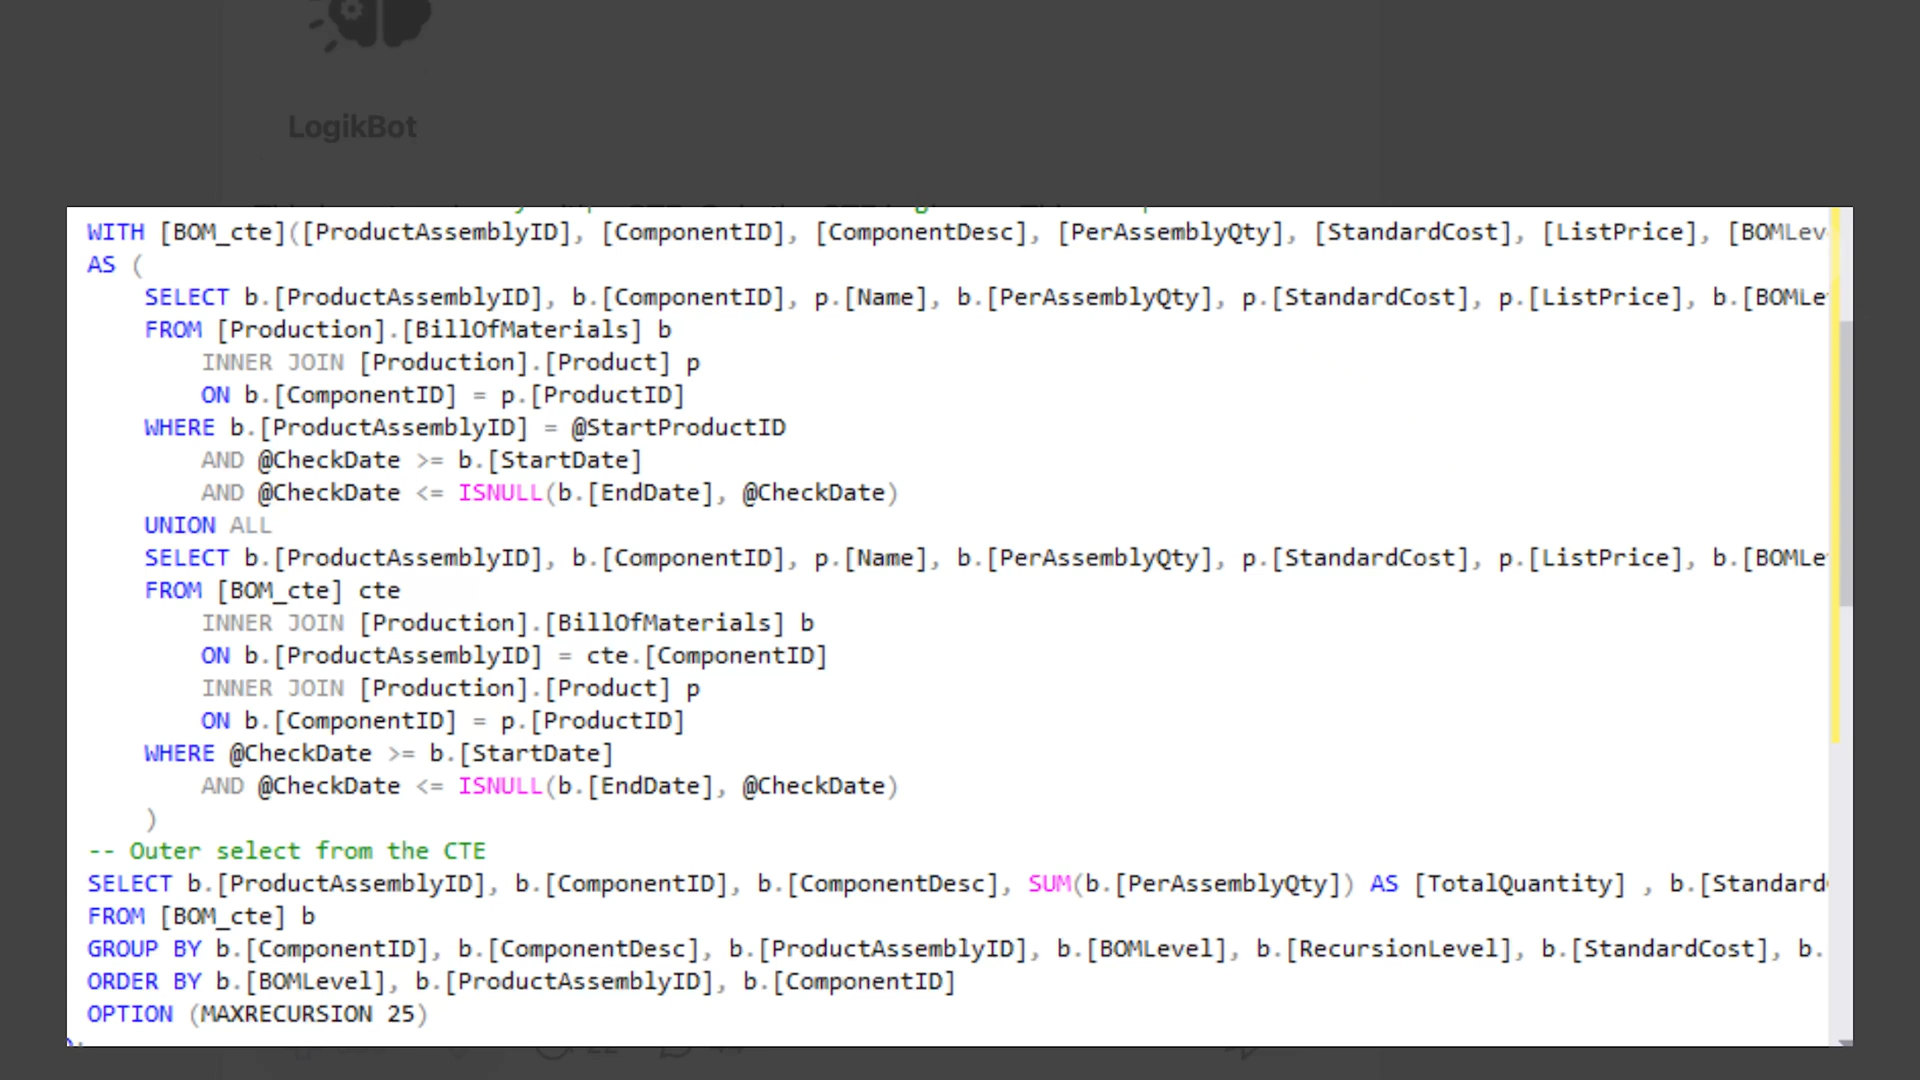 LogikBot
WITH [BOM_cte]([ProductAssemblyID], [ComponentID], [ComponentDesc], [PerAssemblyQty], [StandardCost], [ListPrice], [BOMLev
AS (
SELECT b.[ProductAssemblyID], b.[ComponentID], p.[Name], b.[PerAssemblyQty], p.[StandardCost], p.[ListPrice], b.[BOMLe
FROM [Production].[BillOfMaterials] b
INNER JOIN [Production].[Product] p
ON b.[ComponentID] = p.[ProductID]
WHERE b.[ProductAssemblyID] = @StartProductID
AND @CheckDate >= b.[StartDate]
AND @CheckDate <= ISNULL(b.[EndDate], @CheckDate)
UNION ALL
SELECT b.[ProductAssemblyID], b.[ComponentID], p.[Name], b.[PerAssemblyQty], p.[StandardCost], p.[ListPrice], b.[BOMLe
FROM [BOM_cte] cte
INNER JOIN [Production].[BillOfMaterials] b
ON b.[ProductAssemblyID] = cte.[ComponentID]
INNER JOIN [Production].[Product] p
ON b.[ComponentID] = p.[ProductID]
WHERE @CheckDate >= b.[StartDate]
AND @CheckDate <= ISNULL(b.[EndDate], @CheckDate)
)
-- Outer select from the CTE
SELECT b.[ProductAssemblyID], b.[ComponentID], b.[ComponentDesc], SUM(b.[PerAssemblyQty]) AS [TotalQuantity] , b.[Standard
FROM [BOM_cte] b
GROUP BY b.[ComponentID], b.[ComponentDesc], b.[ProductAssemblyID], b.[BOMLevel], b.[RecursionLevel], b.[StandardCost], b.
ORDER BY b.[BOMLevel], b.[ProductAssemblyID], b.[ComponentID]
OPTION (MAXRECURSION 25)